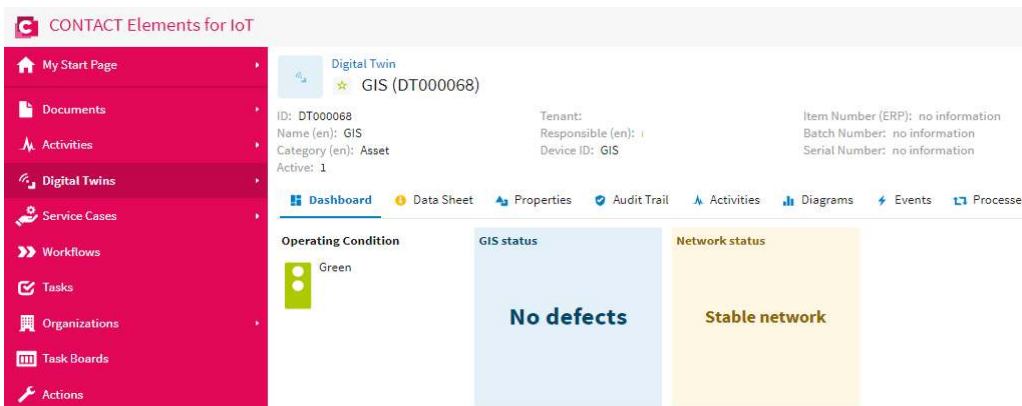 CONTACT Elements for IoT
My Start Page
Documents
Activities
Digital Twins
Service Cases
Workflows
Tasks
Organizations
Task Boards
Actions
Digital Twin
GIS (DT000068)
ID: DT000068
Name (en): GIS
Category (en): Asset
Active: 1
Tenant:
Responsible (en):
Device ID: GIS
Item Number (ERP): no information
Batch Number: no information
Serial Number: no information
Dashboard Data Sheet Properties Audit Trail Activities Diagrams Events Processe
Operating Condition
Green
GIS status
No defects
Network status
Stable network